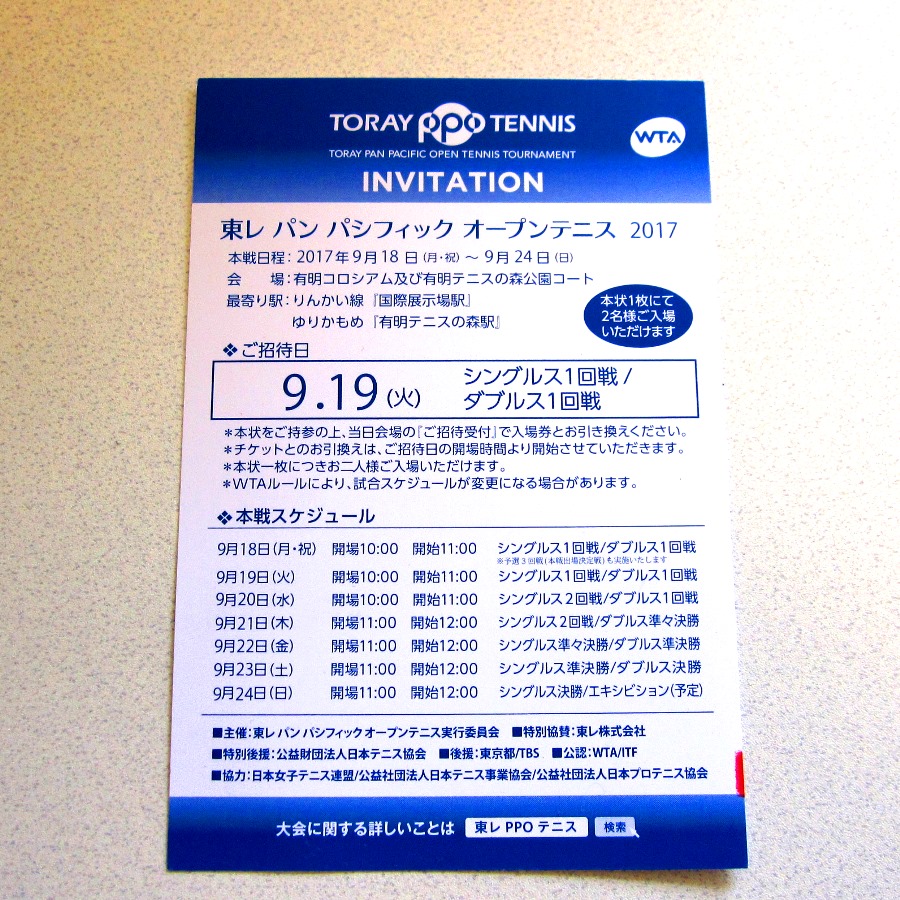 TORAY ppo TENNIS
WTA
TORAY PAN PACIFIC OPEN TENNIS TOURNAMENT
INVITATION
東レ パン パシフィック オープンテニス 2017
本戦日程：2017年9月18日（月・祝）～9月24日（日）
会　　場：有明コロシアム及び有明テニスの森公園コート
最寄り駅：りんかい線『国際展示場駅』
ゆりかもめ『有明テニスの森駅』
本状1枚にて
2名様ご入場
いただけます
❖ご招待日
9.19（火）
シングルス1回戦/
ダブルス1回戦
＊本状をご持参の上、当日会場の『ご招待受付』で入場券とお引き換えください。
＊チケットとのお引換えは、ご招待日の開場時間より開始させていただきます。
＊本状一枚につきお二人様ご入場いただけます。
＊WTAルールにより、試合スケジュールが変更になる場合があります。
❖本戦スケジュール
9月18日（月・祝）　開場10:00　開始11:00　シングルス1回戦/ダブルス1回戦
※予選3回戦(本戦出場決定戦)も実施いたします
9月19日（火）　開場10:00　開始11:00　シングルス1回戦/ダブルス1回戦
9月20日（水）　開場10:00　開始11:00　シングルス2回戦/ダブルス1回戦
9月21日（木）　開場11:00　開始12:00　シングルス2回戦/ダブルス準々決勝
9月22日（金）　開場11:00　開始12:00　シングルス準々決勝/ダブルス準決勝
9月23日（土）　開場11:00　開始12:00　シングルス準決勝/ダブルス決勝
9月24日（日）　開場11:00　開始12:00　シングルス決勝/エキシビション(予定)
■主催：東レ パン パシフィック オープンテニス実行委員会　■特別協賛：東レ株式会社
■特別後援：公益財団法人日本テニス協会　■後援：東京都/TBS　■公認：WTA/ITF
■協力：日本女子テニス連盟/公益社団法人日本テニス事業協会/公益社団法人日本プロテニス協会
大会に関する詳しいことは 東レ PPO テニス 検索